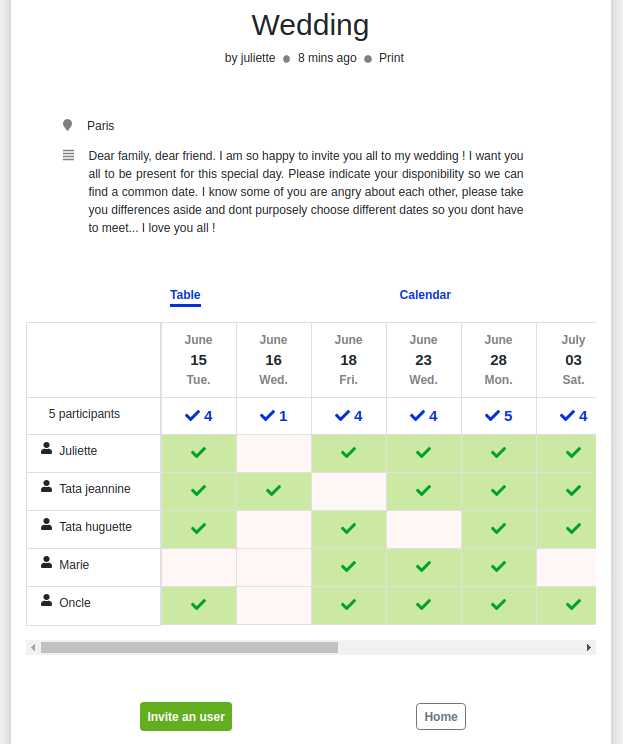 Wedding
by juliette 8 mins ago Print
Paris
Dear family, dear friend. I am so happy to invite you all to my wedding ! I want you
all to be present for this special day. Please indicate your disponibility so we can
find a common date. I know some of you are angry about each other, please take
you differences aside and dont purposely choose different dates so you dont have
to meet... I love you all !
Table Calendar
June June June June June July
15 16 18 23 28 03
Tue. Wed. Fri. Wed. Mon. Sat.
5 participants 4 1 4 4 5 4
Juliette
Tata jeannine
Tata huguette
Marie
Oncle
Invite an user Home